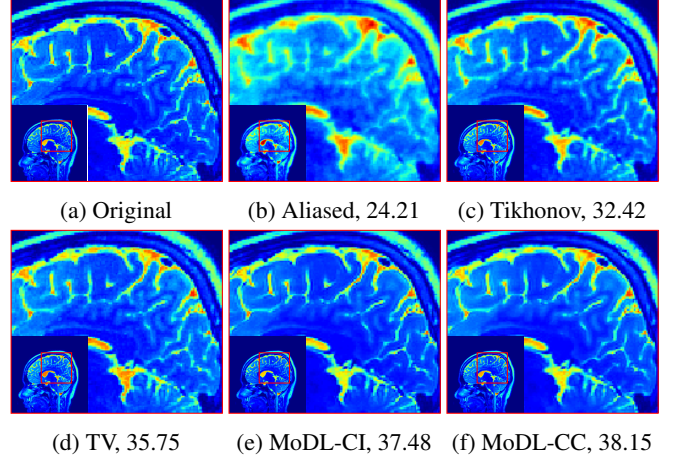 (a) Original
(b) Aliased, 24.21
(c) Tikhonov, 32.42
(d) TV, 35.75
(e) MoDL-CI, 37.48
(f) MoDL-CC, 38.15